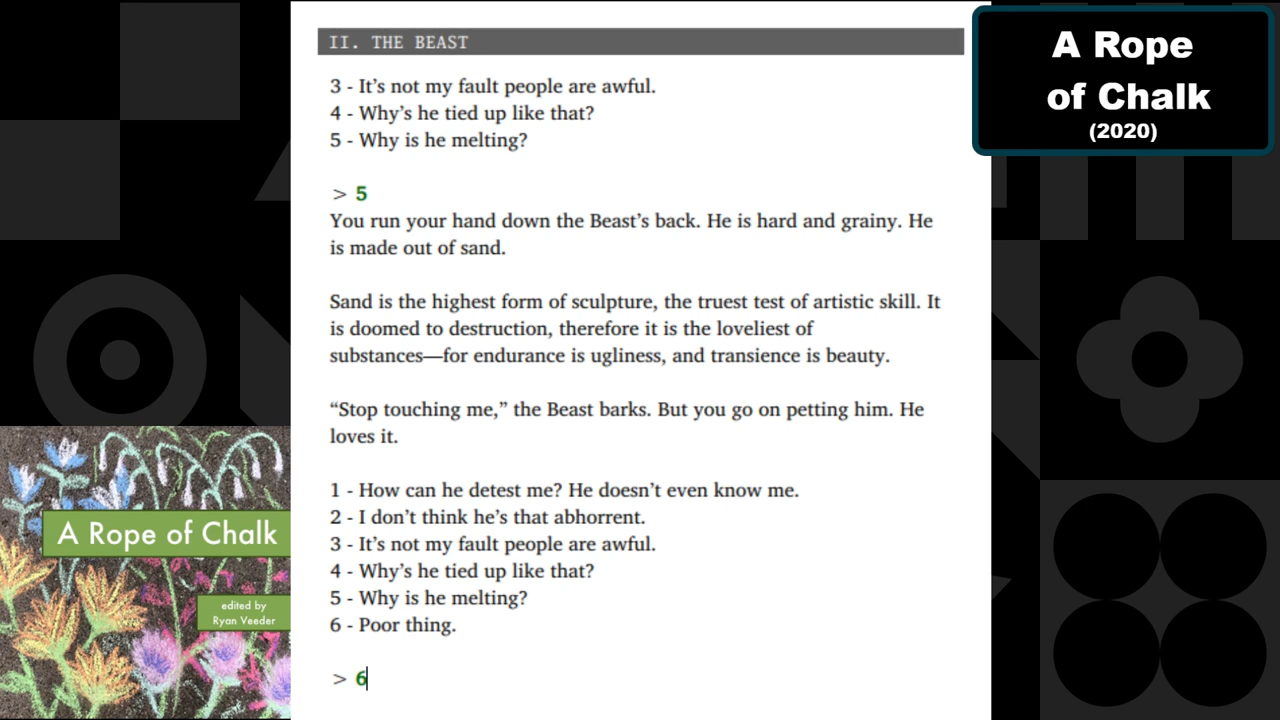 II. THE BEAST
3 - It’s not my fault people are awful.
4 - Why’s he tied up like that?
5 - Why is he melting?
> 5
You run your hand down the Beast’s back. He is hard and grainy. He
is made out of sand.
Sand is the highest form of sculpture, the truest test of artistic skill. It
is doomed to destruction, therefore it is the loveliest of
substances—for endurance is ugliness, and transience is beauty.
“Stop touching me,” the Beast barks. But you go on petting him. He
loves it.
1 - How can he detest me? He doesn’t even know me.
2 - I don’t think he’s that abhorrent.
3 - It’s not my fault people are awful.
4 - Why’s he tied up like that?
5 - Why is he melting?
6 - Poor thing.
> 6
A Rope
of Chalk
(2020)
A Rope of Chalk
edited by
Ryan Veeder